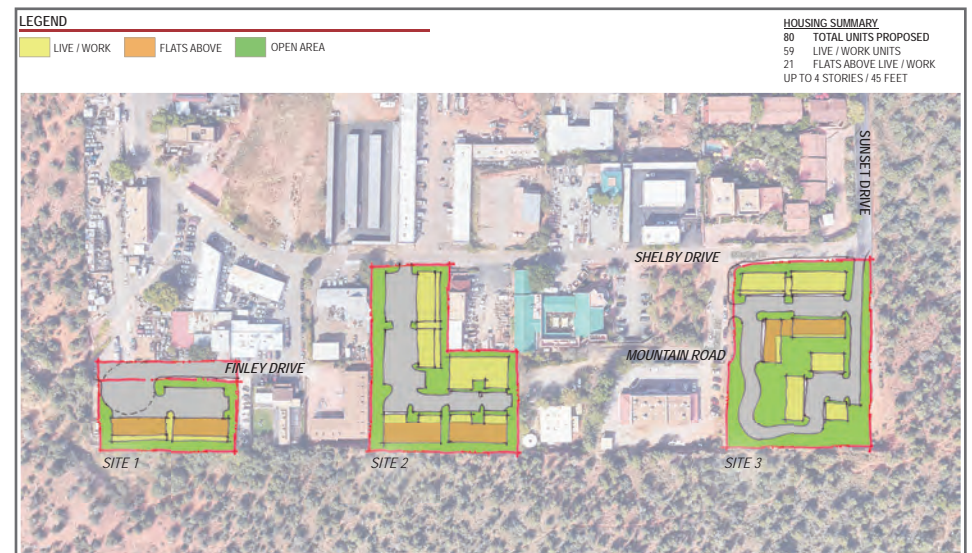 LEGEND
LIVE / WORK
FLATS ABOVE
OPEN AREA
HOUSING SUMMARY
80 TOTAL UNITS PROPOSED
59 LIVE / WORK UNITS
21 FLATS ABOVE LIVE / WORK
UP TO 4 STORIES / 45 FEET
SUNSET DRIVE
SHELBY DRIVE
MOUNTAIN ROAD
FINLEY DRIVE
SITE 1
SITE 2
SITE 3